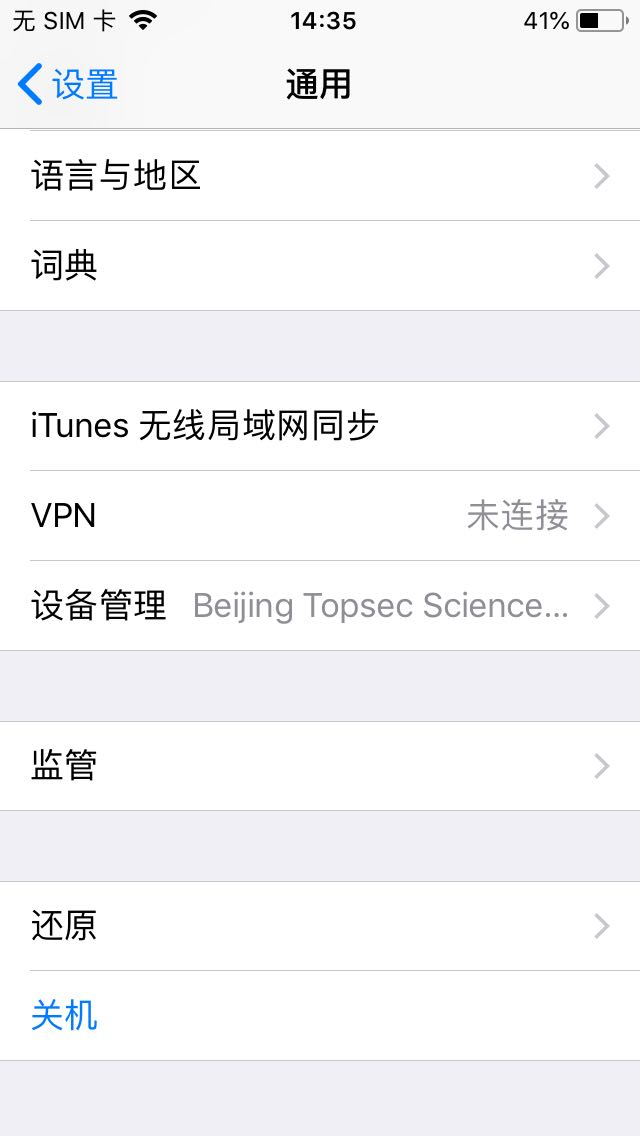 无 SIM 卡 14:35 41%
设置 通用
语言与地区
词典
iTunes 无线局域网同步
VPN 未连接
设备管理 Beijing Topsec Science...
监管
还原
关机